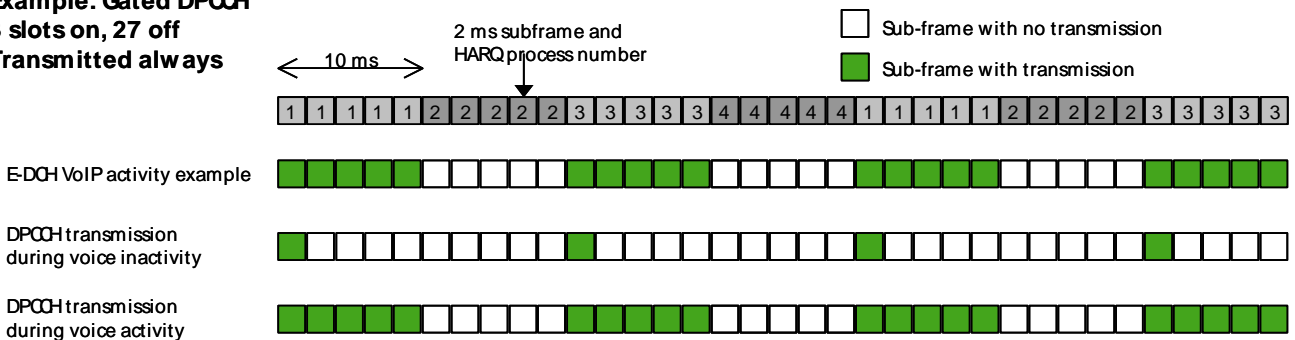 Example: Gated DPCCH
slots on, 27 off
Transmitted always
10 ms
2 ms subframe and
HARQ process number
Sub-frame with no transmission
Sub-frame with transmission
1 1 1 1 1 2 2 2 2 2 3 3 3 3 3 4 4 4 4 4 1 1 1 1 1 2 2 2 2 2 3 3 3 3 3
E-DCH VoIP activity example
DPCCH transmission
during voice inactivity
DPCCH transmission
during voice activity